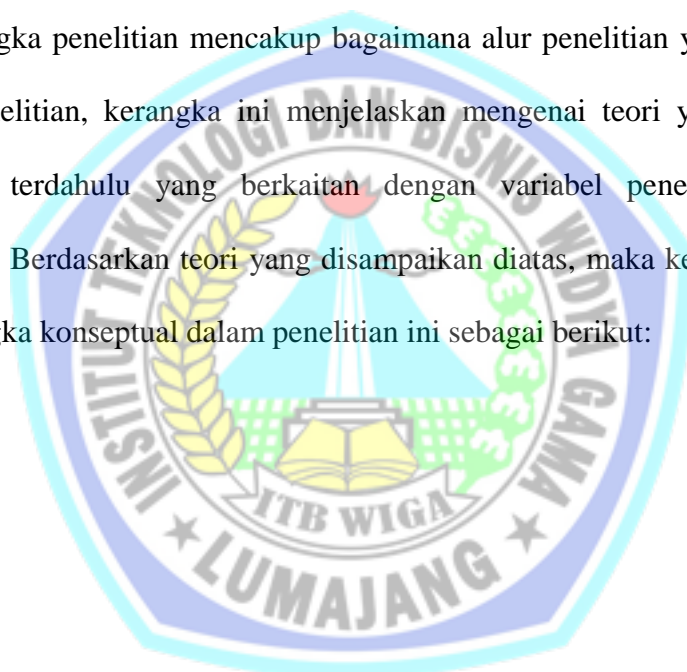 gka penelitian mencakup bagaimana alur penelitian y
elitian, kerangka ini menjelaskan mengenai teori y
terdahulu yang berkaitan dengan variabel pene
Berdasarkan teori yang disampaikan diatas, maka ke
gka konseptual dalam penelitian ini sebagai berikut:
INSTITUT TEKNOLOGI DAN BISNIS WIDYA GAMA
ITB WIGA
LUMAJANG